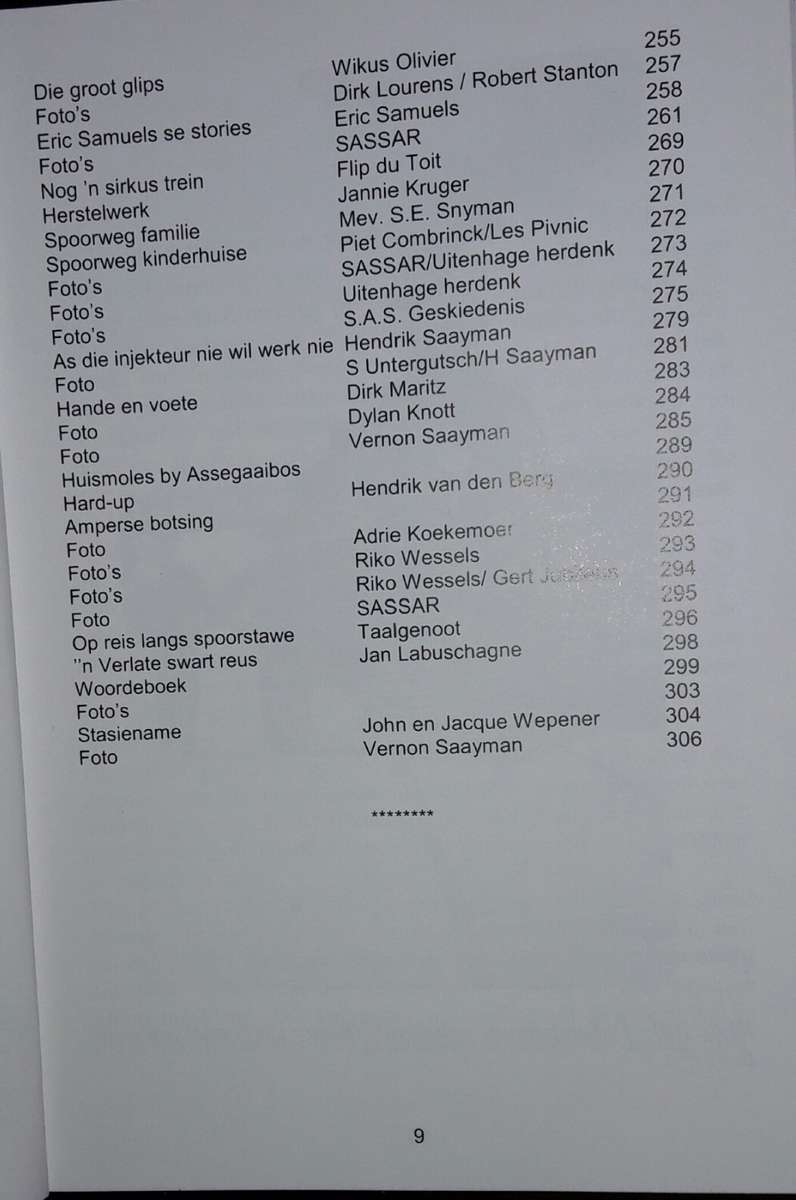 Die groot glips Wikus Olivier 255
Foto's Dirk Lourens / Robert Stanton 257
Eric Samuels se stories Eric Samuels 258
Foto's SASSAR 261
Nog 'n sirkus trein Flip du Toit 269
Herstelwerk Jannie Kruger 270
Spoorweg familie Mev. S.E. Snyman 271
Spoorweg kinderhuise Piet Combrinck/Les Pivnic 272
Foto's SASSAR/Uitenhage herdenk 273
Foto's Uitenhage herdenk 274
Foto's S.A.S. Geskiedenis 275
As die injekteur nie wil werk nie Hendrik Saayman 279
Foto S Untergutsch/H Saayman 281
Hande en voete Dirk Maritz 283
Foto Dylan Knott 284
Foto Vernon Saayman 285
Huismoles by Assegaaibos 289
Hard-up Hendrik van den Berg 290
Amperse botsing 291
Foto Adrie Koekemoer 292
Foto's Riko Wessels 293
Foto's Riko Wessels/ Gert 294
Foto SASSAR 295
Op reis langs spoorstawe Taalgenoot 296
''n Verlate swart reus Jan Labuschagne 298
Woordeboek 299
Foto's 303
Stasiename John en Jacque Wepener 304
Foto Vernon Saayman 306
********
9